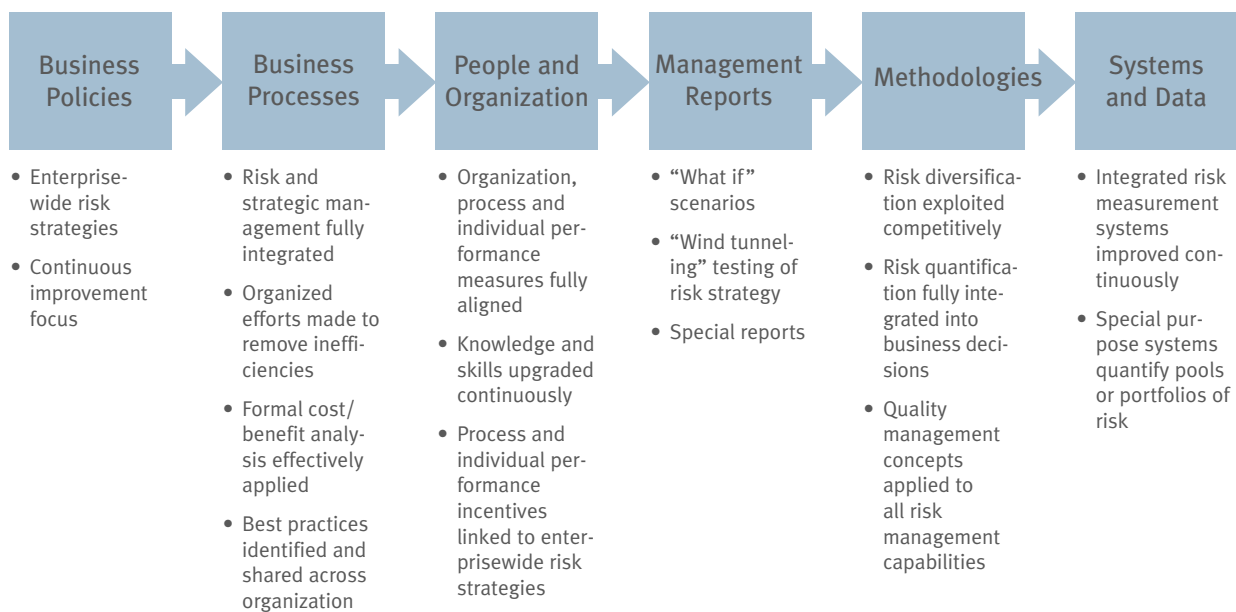 Business
Policies
Business
Processes
People and
Organization
Management
Reports
Methodologies
Systems
and Data
• Enterprise-
wide risk
strategies
• Continuous
improvement
focus
• Risk and
strategic man-
agement fully
integrated
• Organized
efforts made to
remove ineffi-
ciencies
• Formal cost/
benefit analy-
sis effectively
applied
• Best practices
identified and
shared across
organization
• Organization,
process and
individual per-
formance
measures fully
aligned
• Knowledge and
skills upgraded
continuously
• Process and
individual per-
formance
incentives
linked to enter-
prisewide risk
strategies
• “What if”
scenarios
• “Wind tunnel-
ing” testing of
risk strategy
• Special reports
• Risk diversifica-
tion exploited
competitively
• Risk quantifica-
tion fully inte-
grated into
business deci-
sions
• Quality
management
concepts
applied to
all risk
management
capabilities
• Integrated risk
measurement
systems
improved con-
tinuously
• Special pur-
pose systems
quantify pools
or portfolios of
risk